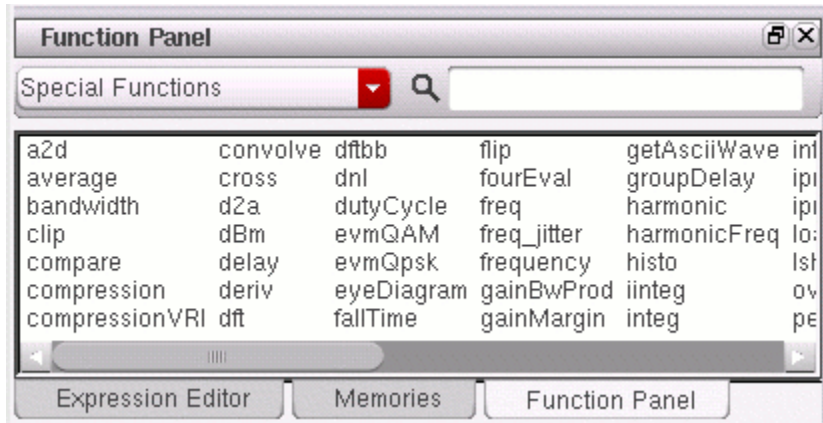 Function Panel
Special Functions
a2d convolve dftbb flip getAsciiWave
average cross dnl fourEval groupDelay
bandwidth d2a dutyCycle freq harmonic
clip dBm evmQAM freq_jitter harmonicFreq
compare delay evmQpsk frequency histo
compression deriv eyeDiagram gainBwProd iinteg
compressionVRI dft fallTime gainMargin integ
Expression Editor Memories Function Panel